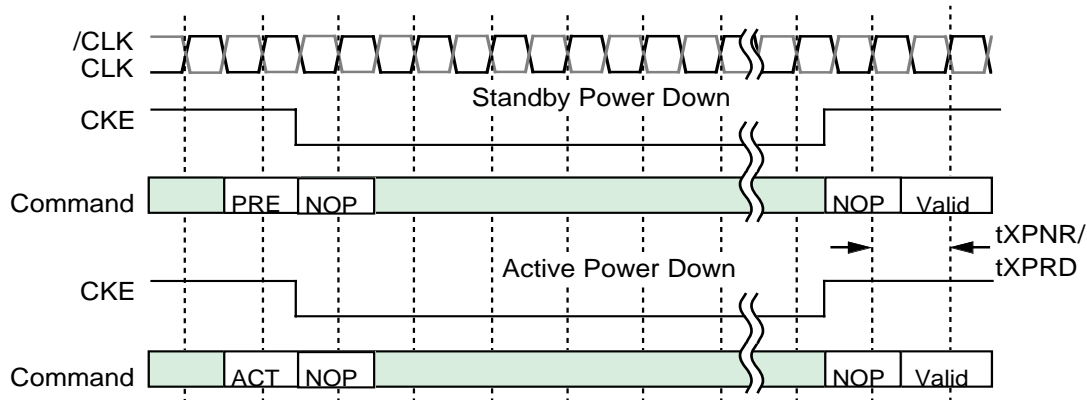 /CLK
CLK
Standby Power Down
CKE
Command
PRE NOP NOP Valid
tXPNR/
tXPRD
Active Power Down
CKE
Command
ACT NOP NOP Valid